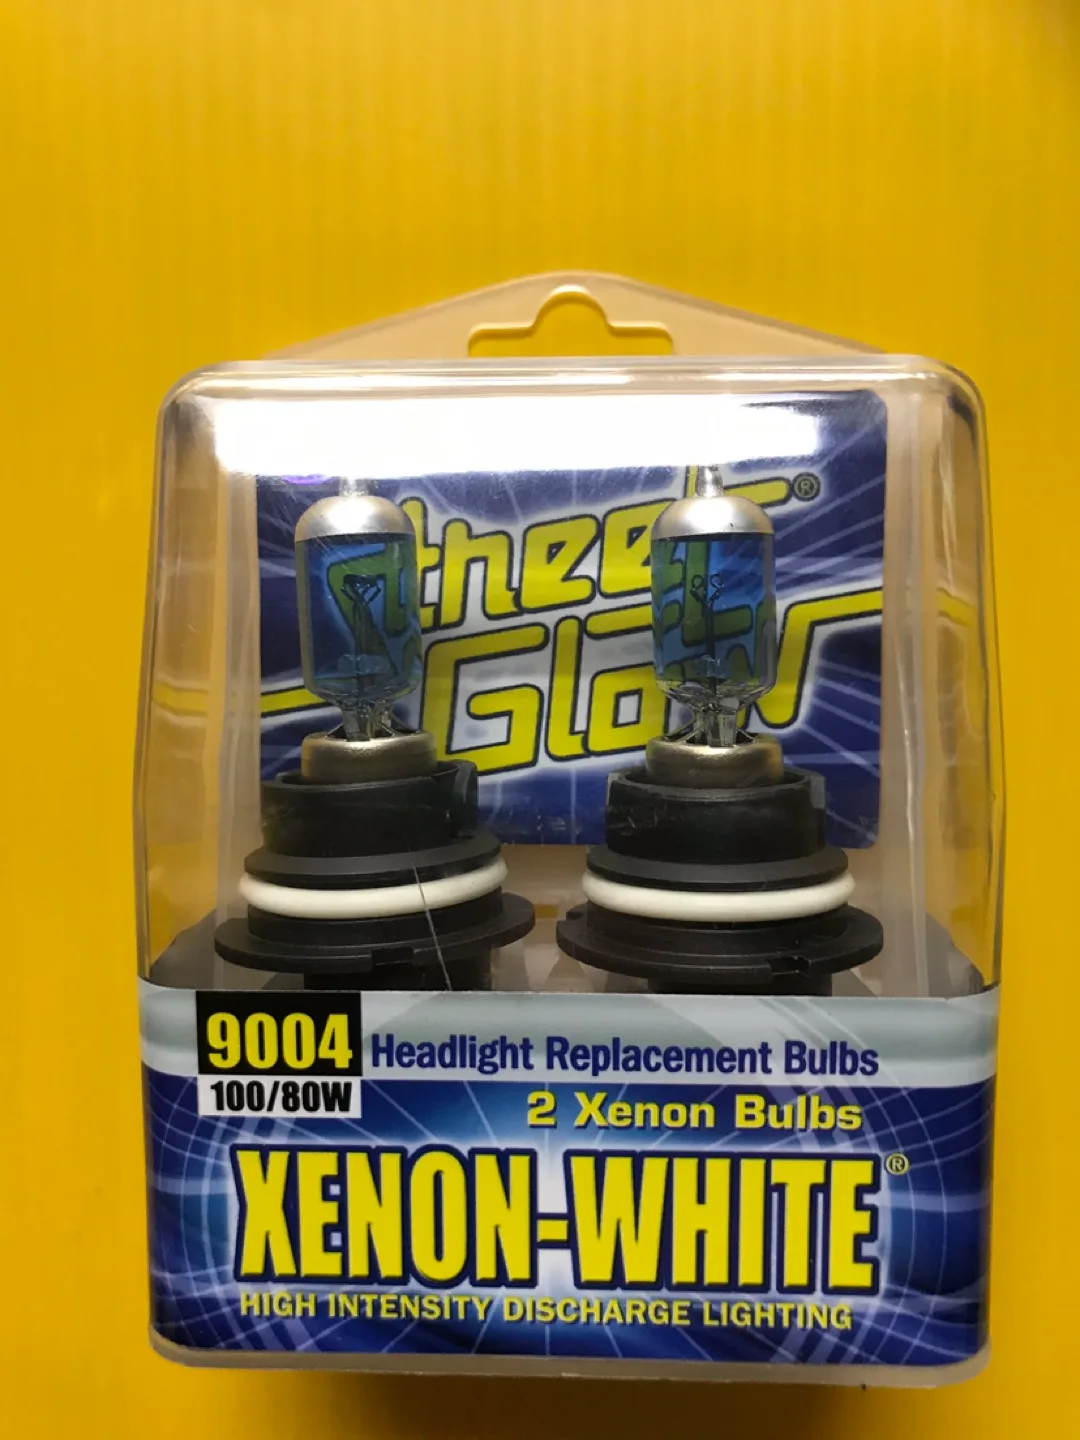 Street ®
Glow
9004 Headlight Replacement Bulbs
100/80W
2 Xenon Bulbs
XENON-WHITE®
HIGH INTENSITY DISCHARGE LIGHTING